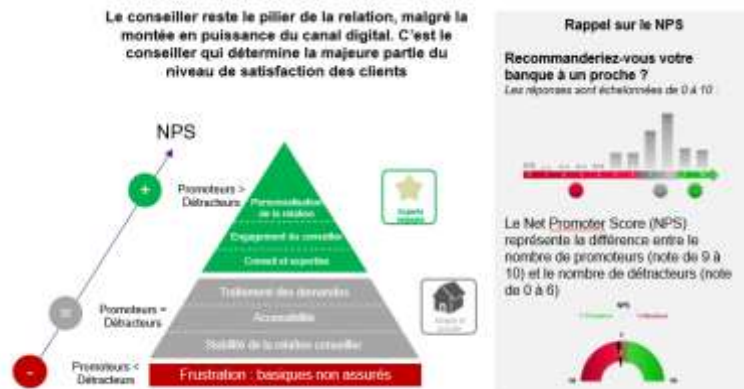 Le conseiller reste le pilier de la relation, malgré la
montée en puissance du canal digital. C'est le
conseiller qui détermine la majeure partie du
niveau de satisfaction des clients
NPS
+
Promoteurs >
Détracteurs
Personnalisation
de la relation
Engagement du conseiller
Conseil et expertise
=
Promoteurs =
Détracteurs
Traitement des demandes
Accessibilité
Stabilité de la relation conseiller
-
Promoteurs <
Détracteurs
Frustration : basiques non assurés
Rappel sur le NPS
Recommanderiez-vous votre
banque à un proche ?
Les réponses sont échelonnées de 0 à 10
Le Net Promoter Score (NPS)
représente la différence entre le
nombre de promoteurs (note de 9 à
10) et le nombre de détracteurs (note
de 0 à 6)
NPS